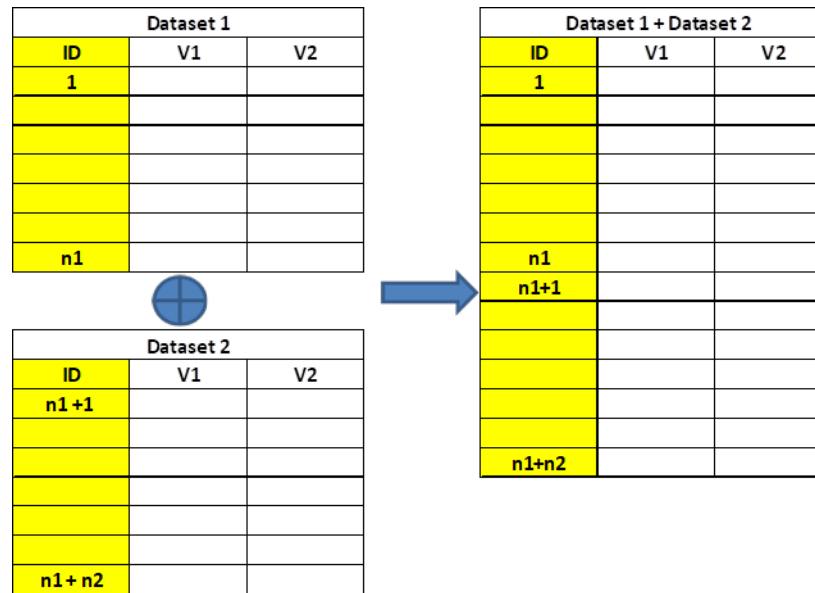 Dataset 1
ID V1 V2
1
n1
Dataset 2
ID V1 V2
n1 +1
n1+ n2
Dataset 1 + Dataset 2
ID V1 V2
1
n1
n1+1
n1+n2